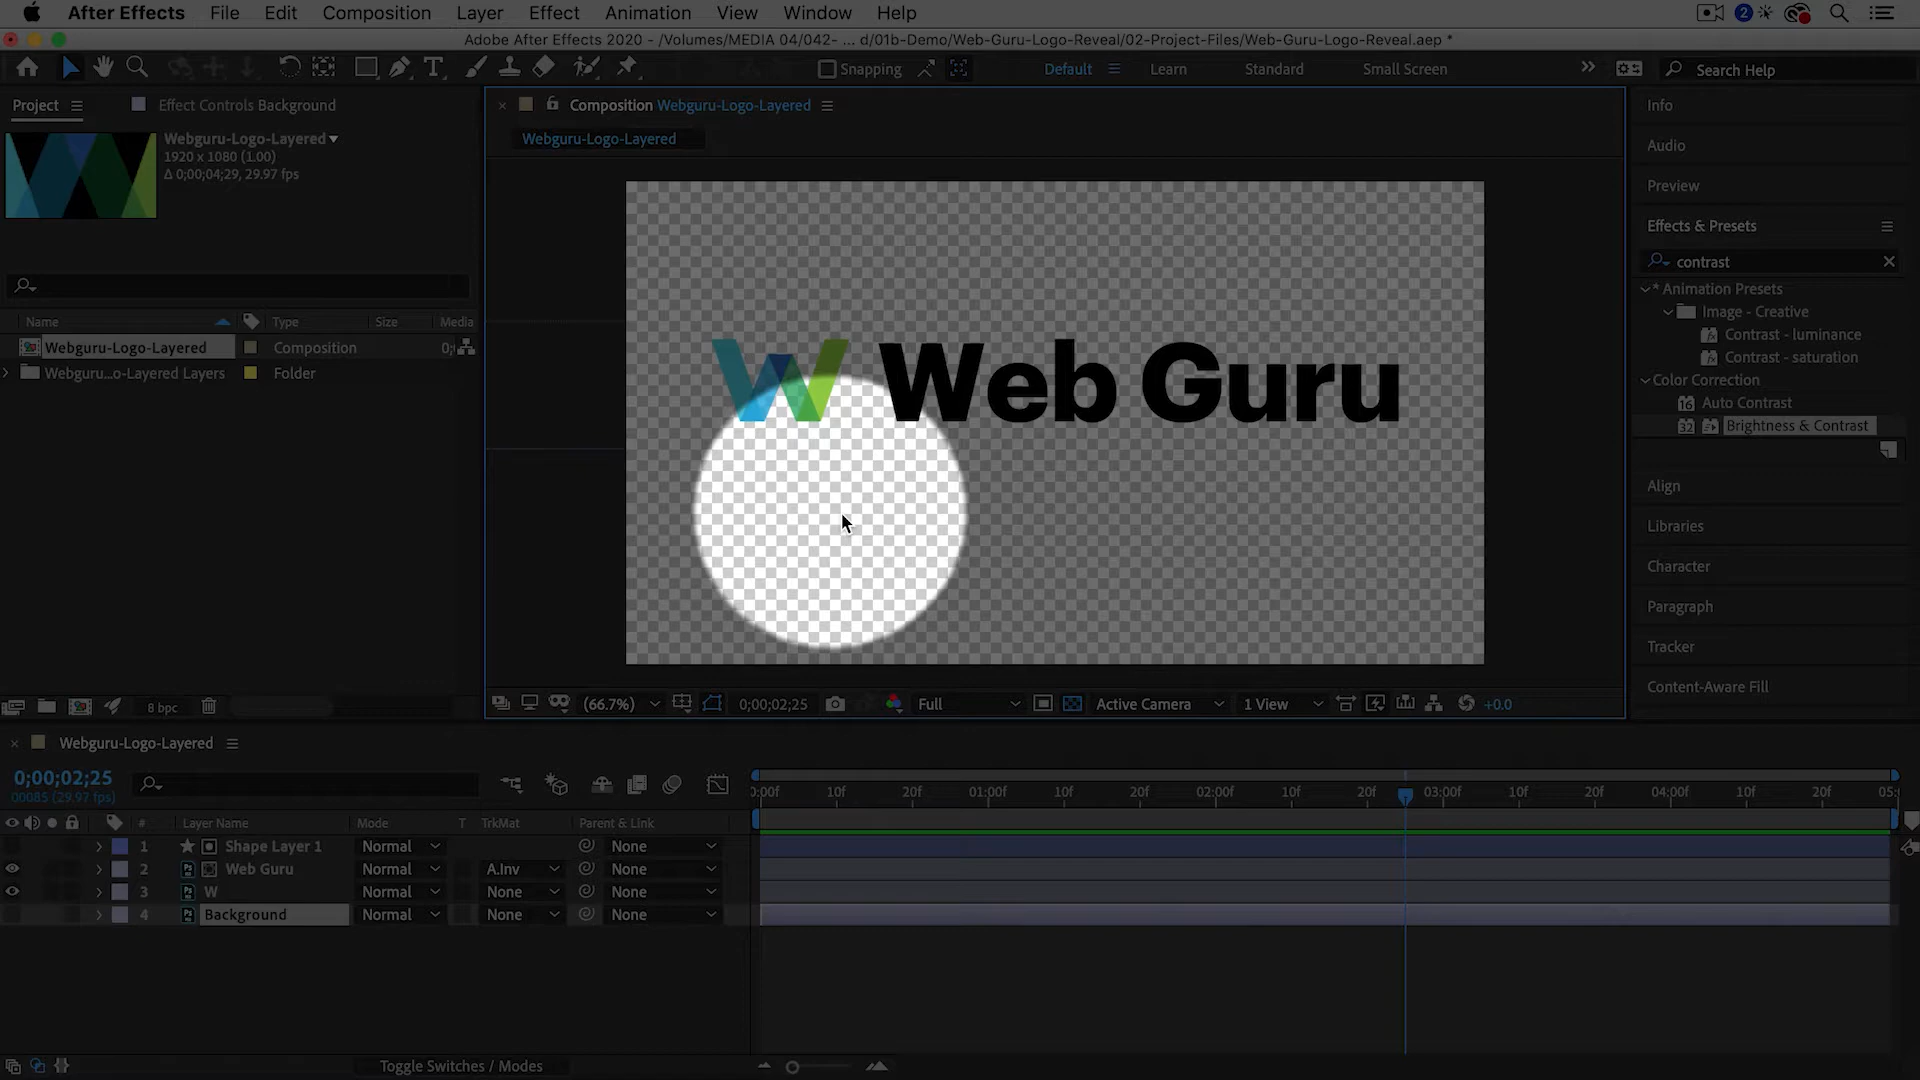 After Effects File Edit Composition Layer Effect Animation View Window Help 2
Adobe After Effects 2020 - /Volumes/MEDIA 04/042- ... d/01b-Demo/Web-Guru-Logo-Reveal/02-Project-Files/Web-Guru-Logo-Reveal.aep *
Snapping Default Learn Standard Small Screen Search Help
Project Effect Controls Background
Webguru-Logo-Layered
1920 x 1080 (1.00)
Δ 0;00;04;29, 29.97 fps
Name Type Size Media
Webguru-Logo-Layered Composition 0;
Webguru...o-Layered Layers Folder
8 bpc
Composition Webguru-Logo-Layered
Webguru-Logo-Layered
W Web Guru
(66.7%) 0;00;02;25 Full Active Camera 1 View +0.0
Info
Audio
Preview
Effects & Presets
contrast
* Animation Presets
Image - Creative
Contrast - luminance
Contrast - saturation
Color Correction
16 Auto Contrast
32 Brightness & Contrast
Align
Libraries
Character
Paragraph
Tracker
Content-Aware Fill
Webguru-Logo-Layered
0;00;02;25
00085 (29.97 fps)
0:00f 10f 20f 01:00f 10f 20f 02:00f 10f 20f 03:00f 10f 20f 04:00f 10f 20f 05:
# Layer Name Mode T TrkMat Parent & Link
1 Shape Layer 1 Normal None
2 Web Guru Normal A.Inv None
3 W Normal None None
4 Background Normal None None
Toggle Switches / Modes